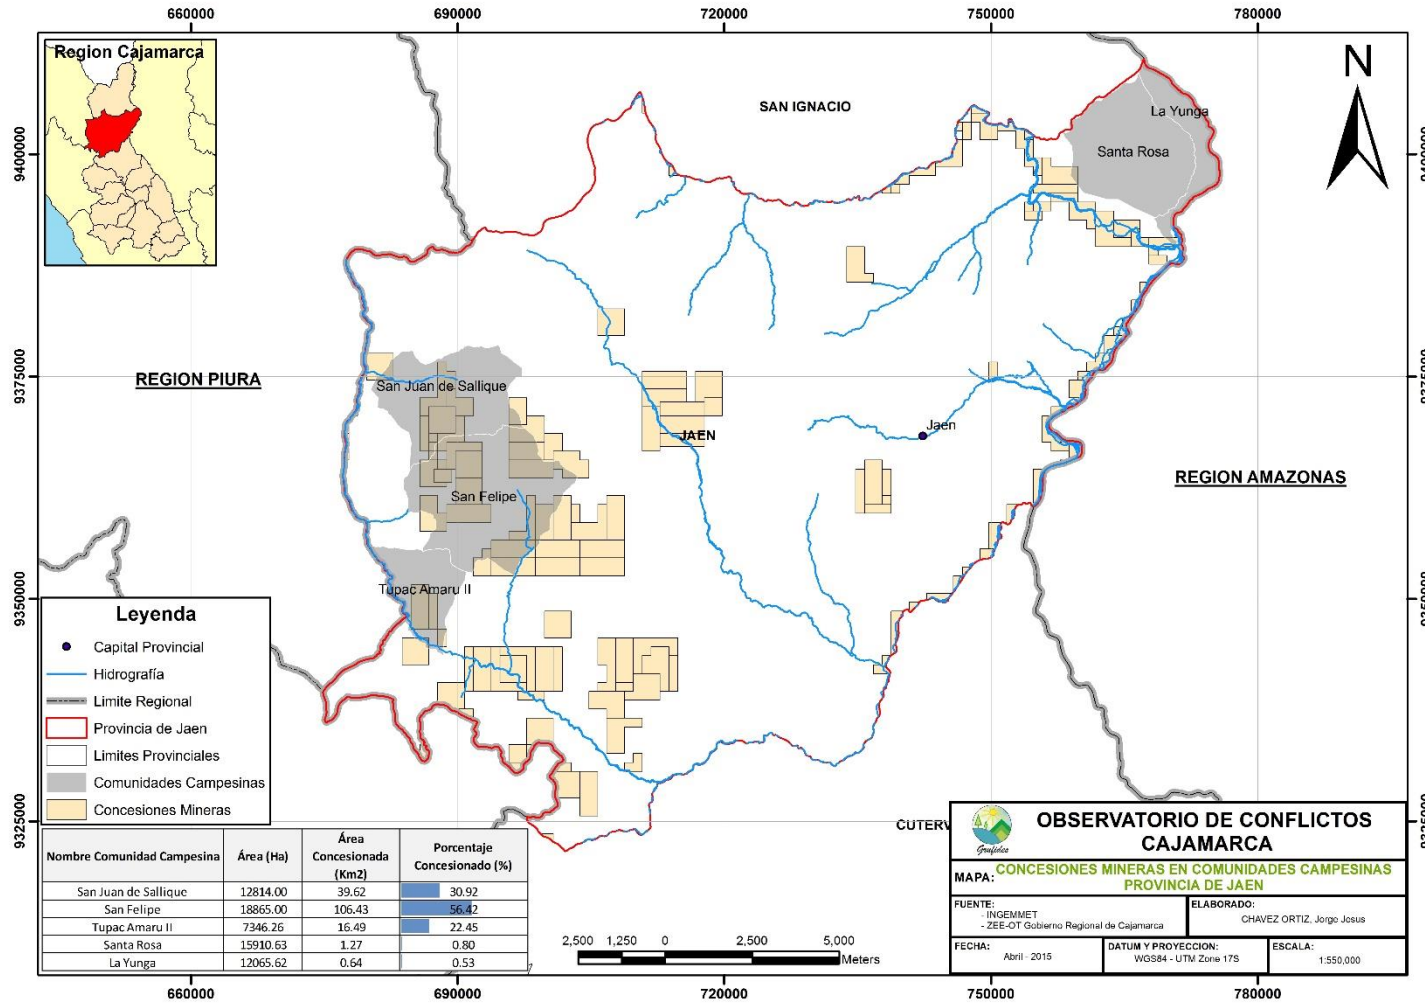 660000 690000 720000 750000 780000
Region Cajamarca
N
SAN IGNACIO
La Yunga
Santa Rosa
9400000 9400000
9375000 9375000
REGION PIURA
San Juan de Sallique
JAEN
Jaen
REGION AMAZONAS
San Felipe
Tupac Amaru II
9350000 9350000
Leyenda
Capital Provincial
Hidrografía
Limite Regional
Provincia de Jaen
Limites Provinciales
Comunidades Campesinas
Concesiones Mineras
9325000 9325000
CUTERV
Nombre Comunidad Campesina Área (Ha) Área Concesionada (Km2) Porcentaje Concesionado (%)
San Juan de Sallique 12814.00 39.62 30.92
San Felipe 18865.00 106.43 56.42
Tupac Amaru II 7346.26 16.49 22.45
Santa Rosa 15910.63 1.27 0.80
La Yunga 12065.62 0.64 0.53
2,500 1,250 0 2,500 5,000
Meters
Grufides
OBSERVATORIO DE CONFLICTOS
CAJAMARCA
MAPA: CONCESIONES MINERAS EN COMUNIDADES CAMPESINAS
PROVINCIA DE JAEN
FUENTE:
- INGEMMET
- ZEE-OT Gobierno Regional de Cajamarca
ELABORADO:
CHAVEZ ORTIZ, Jorge Jesus
FECHA:
Abril - 2015
DATUM Y PROYECCION:
WGS84 - UTM Zone 17S
ESCALA:
1:550,000
660000 690000 720000 750000 780000